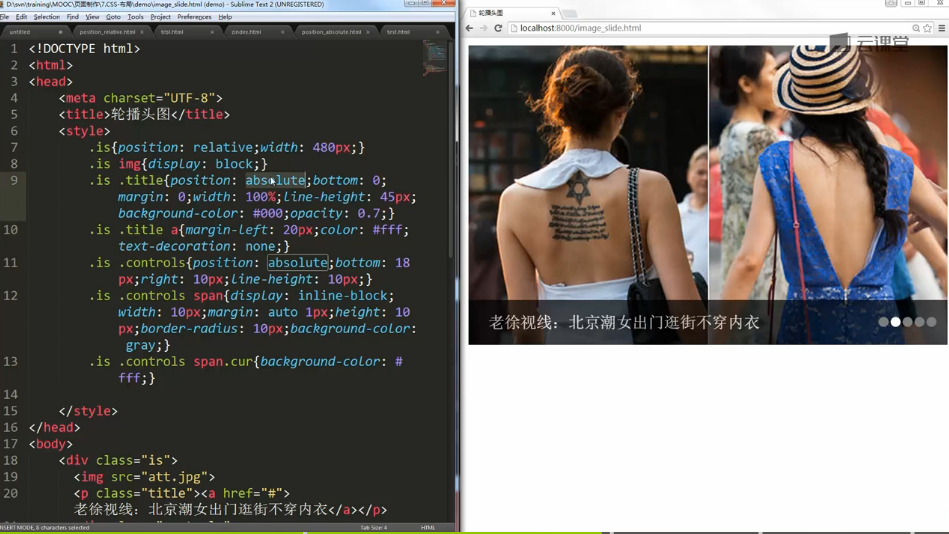 D:\svn\training\MOOC\页面制作\7.CSS-布局\demo\image_slide.html (demo) - Sublime Text 2 (UNREGISTERED)
File Edit Selection Find View Goto Tools Project Preferences Help
untitled position_relative.html title.html zindex.html position_absolute.html test.html
1 <!DOCTYPE html>
2 <html>
3 <head>
4 <meta charset="UTF-8">
5 <title>轮播头图</title>
6 <style>
7 .is{position: relative;width: 480px;}
8 .is img{display: block;}
9 .is .title{position: absolute;bottom: 0;
margin: 0;width: 100%;line-height: 45px;
background-color: #000;opacity: 0.7;}
10 .is .title a{margin-left: 20px;color: #fff;
text-decoration: none;}
11 .is .controls{position: absolute;bottom: 18
px;right: 10px;line-height: 10px;}
12 .is .controls span{display: inline-block;
width: 10px;margin: auto 1px;height: 10
px;border-radius: 10px;background-color:
gray;}
13 .is .controls span.cur{background-color: #
fff;}
14
15 </style>
16 </head>
17 <body>
18 <div class="is">
19 <img src="att.jpg">
20 <p class="title"><a href="#">
老徐视线：北京潮女出门逛街不穿内衣</a></p>
INSERT MODE, 8 characters selected Tab Size: 4 HTML
轮播头图
localhost:8000/image_slide.html
云课堂
老徐视线：北京潮女出门逛街不穿内衣